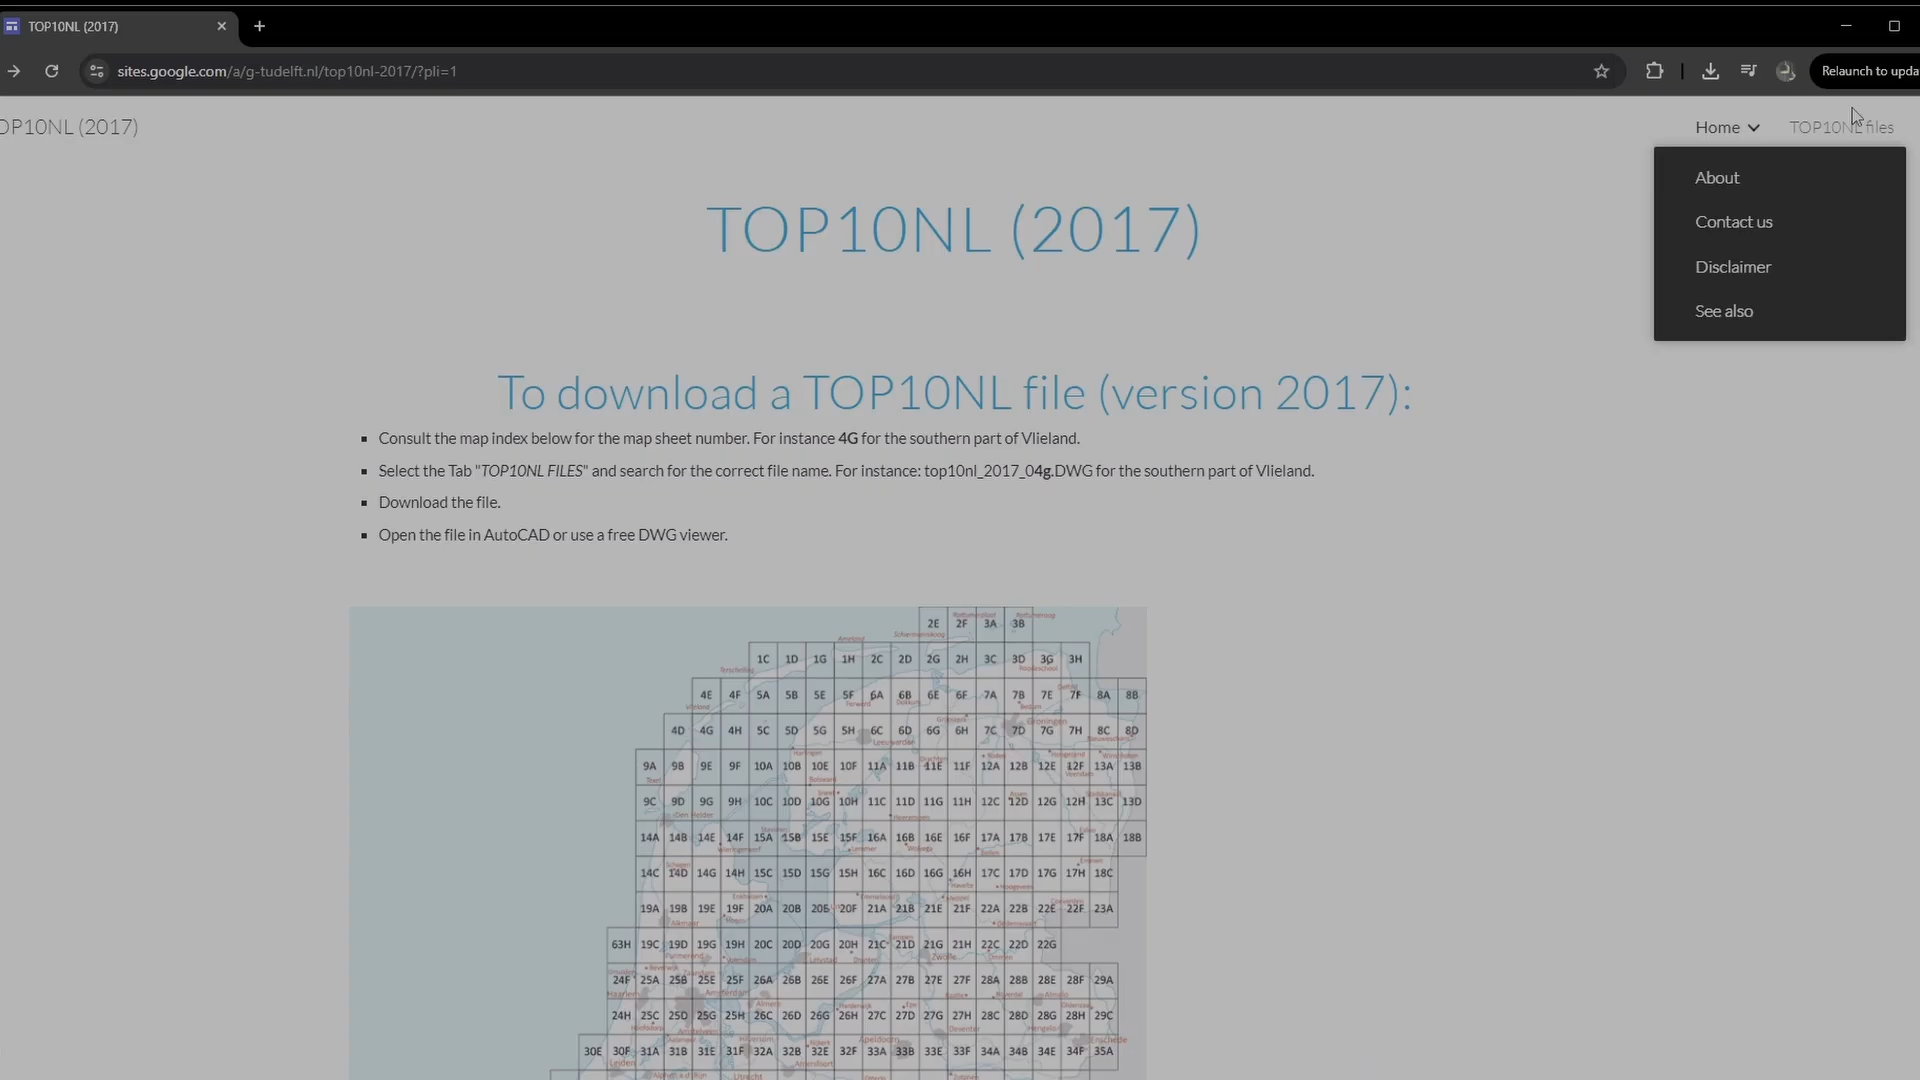 TOP10NL (2017)
sites.google.com/a/g-tudelft.nl/top10nl-2017/?pli=1
Relaunch to upda
OP10NL (2017)
Home
TOP10NL files
About
Contact us
Disclaimer
See also
TOP10NL (2017)
To download a TOP10NL file (version 2017):
Consult the map index below for the map sheet number. For instance 4G for the southern part of Vlieland.
Select the Tab "TOP10NL FILES" and search for the correct file name. For instance: top10nl_2017_04g.DWG for the southern part of Vlieland.
Download the file.
Open the file in AutoCAD or use a free DWG viewer.
2E 2F 3A 3B
1C 1D 1G 1H 2C 2D 2G 2H 3C 3D 3G 3H
4E 4F 5A 5B 5E 5F 6A 6B 6E 6F 7A 7B 7E 7F 8A 8B
4D 4G 4H 5C 5D 5G 5H 6C 6D 6G 6H 7C 7D 7G 7H 8C 8D
9A 9B 9E 9F 10A 10B 10E 10F 11A 11B 11E 11F 12A 12B 12E 12F 13A 13B
9C 9D 9G 9H 10C 10D 10G 10H 11C 11D 11G 11H 12C 12D 12G 12H 13C 13D
14A 14B 14E 14F 15A 15B 15E 15F 16A 16B 16E 16F 17A 17B 17E 17F 18A 18B
14C 14D 14G 14H 15C 15D 15G 15H 16C 16D 16G 16H 17C 17D 17G 17H 18C
19A 19B 19E 19F 20A 20B 20E 20F 21A 21B 21E 21F 22A 22B 22E 22F 23A
63H 19C 19D 19G 19H 20C 20D 20G 20H 21C 21D 21G 21H 22C 22D 22G
24F 25A 25B 25E 25F 26A 26B 26E 26F 27A 27B 27E 27F 28A 28B 28E 28F 29A
24H 25C 25D 25G 25H 26C 26D 26G 26H 27C 27D 27G 27H 28C 28D 28G 28H 29C
30E 30F 31A 31B 31E 31F 32A 32B 32E 32F 33A 33B 33E 33F 34A 34B 34E 34F 35A